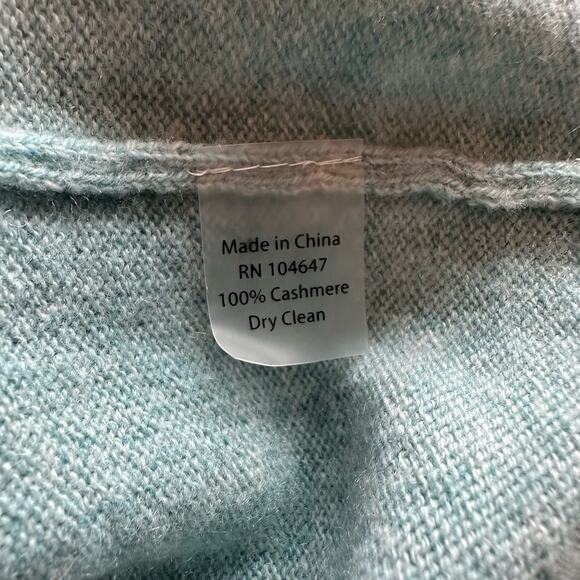 Made in China
RN 104647
100% Cashmere
Dry Clean